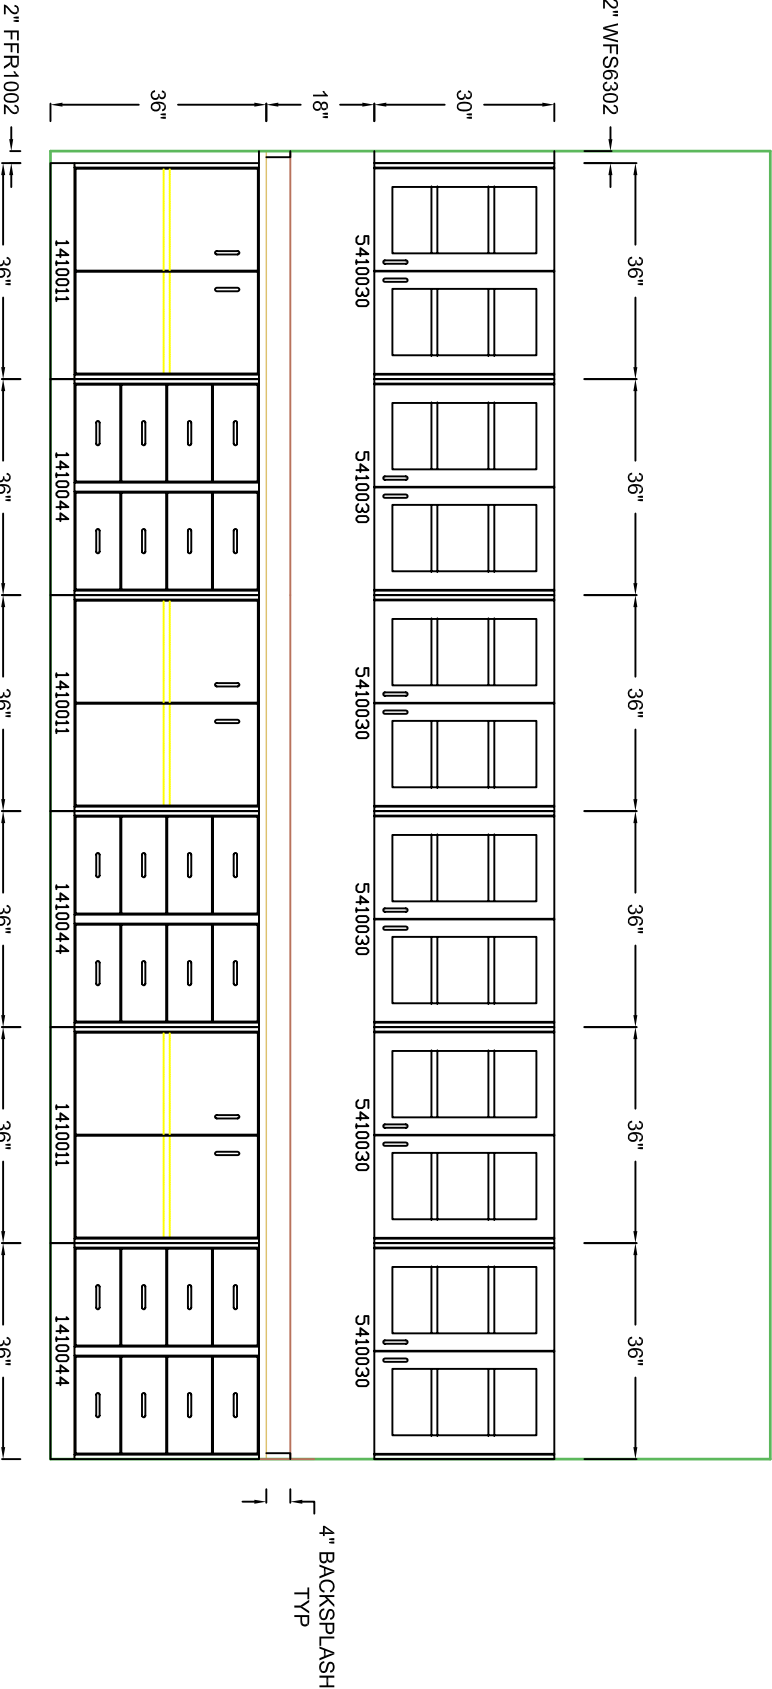 36" 36" 36" 36" 36" 36"
2" WFS6302
30"
5410030 5410030 5410030 5410030 5410030 5410030
18"
4" BACKSPLASH
TYP
36"
1410011 1410044 1410011 1410044 1410011 1410044
2" FFR1002
36" 36" 36" 36" 36" 36"